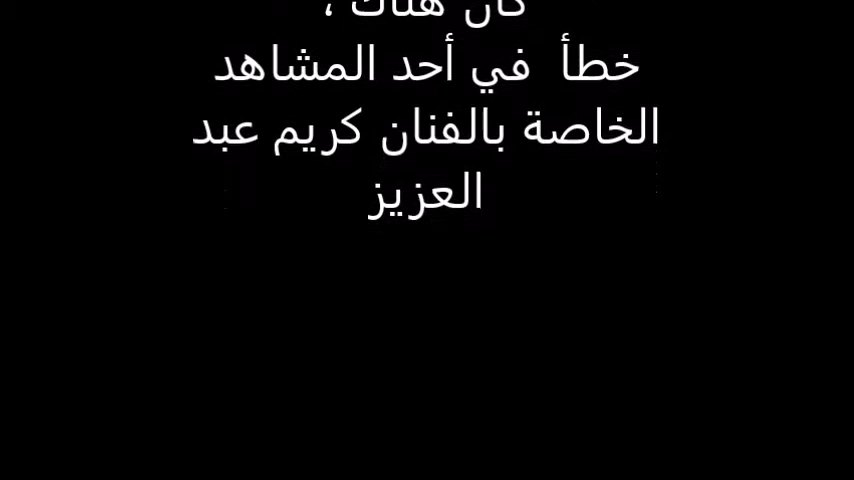 كان هناك ،
خطأ في أحد المشاهد
الخاصة بالفنان كريم عبد
العزيز